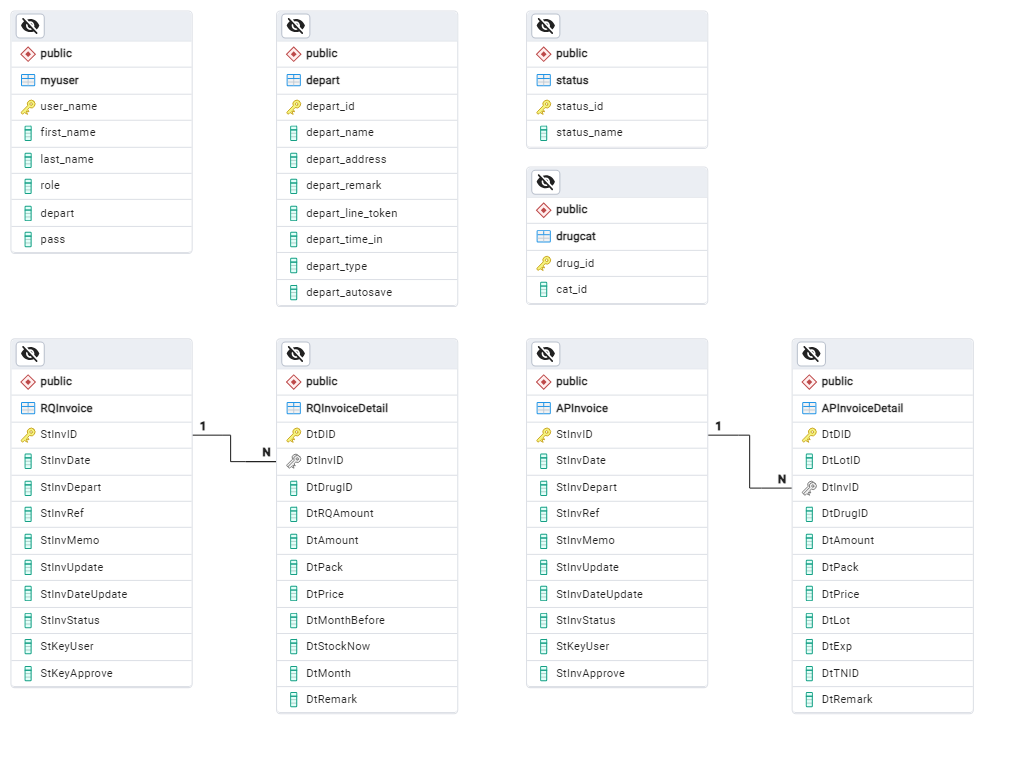 public
myuser
user_name
first_name
last_name
role
depart
pass
public
depart
depart_id
depart_name
depart_address
depart_remark
depart_line_token
depart_time_in
depart_type
depart_autosave
public
status
status_id
status_name
public
drugcat
drug_id
cat_id
public
RQInvoice
StInvID
StInvDate
StInvDepart
StInvRef
StInvMemo
StInvUpdate
StInvDateUpdate
StInvStatus
StKeyUser
StKeyApprove
1
N
public
RQInvoiceDetail
DtDID
DtInvID
DtDrugID
DtRQAmount
DtAmount
DtPack
DtPrice
DtMonthBefore
DtStockNow
DtMonth
DtRemark
public
APInvoice
StInvID
StInvDate
StInvDepart
StInvRef
StInvMemo
StInvUpdate
StInvDateUpdate
StInvStatus
StKeyUser
StInvApprove
1
N
public
APInvoiceDetail
DtDID
DtLotID
DtInvID
DtDrugID
DtAmount
DtPack
DtPrice
DtLot
DtExp
DtTNID
DtRemark